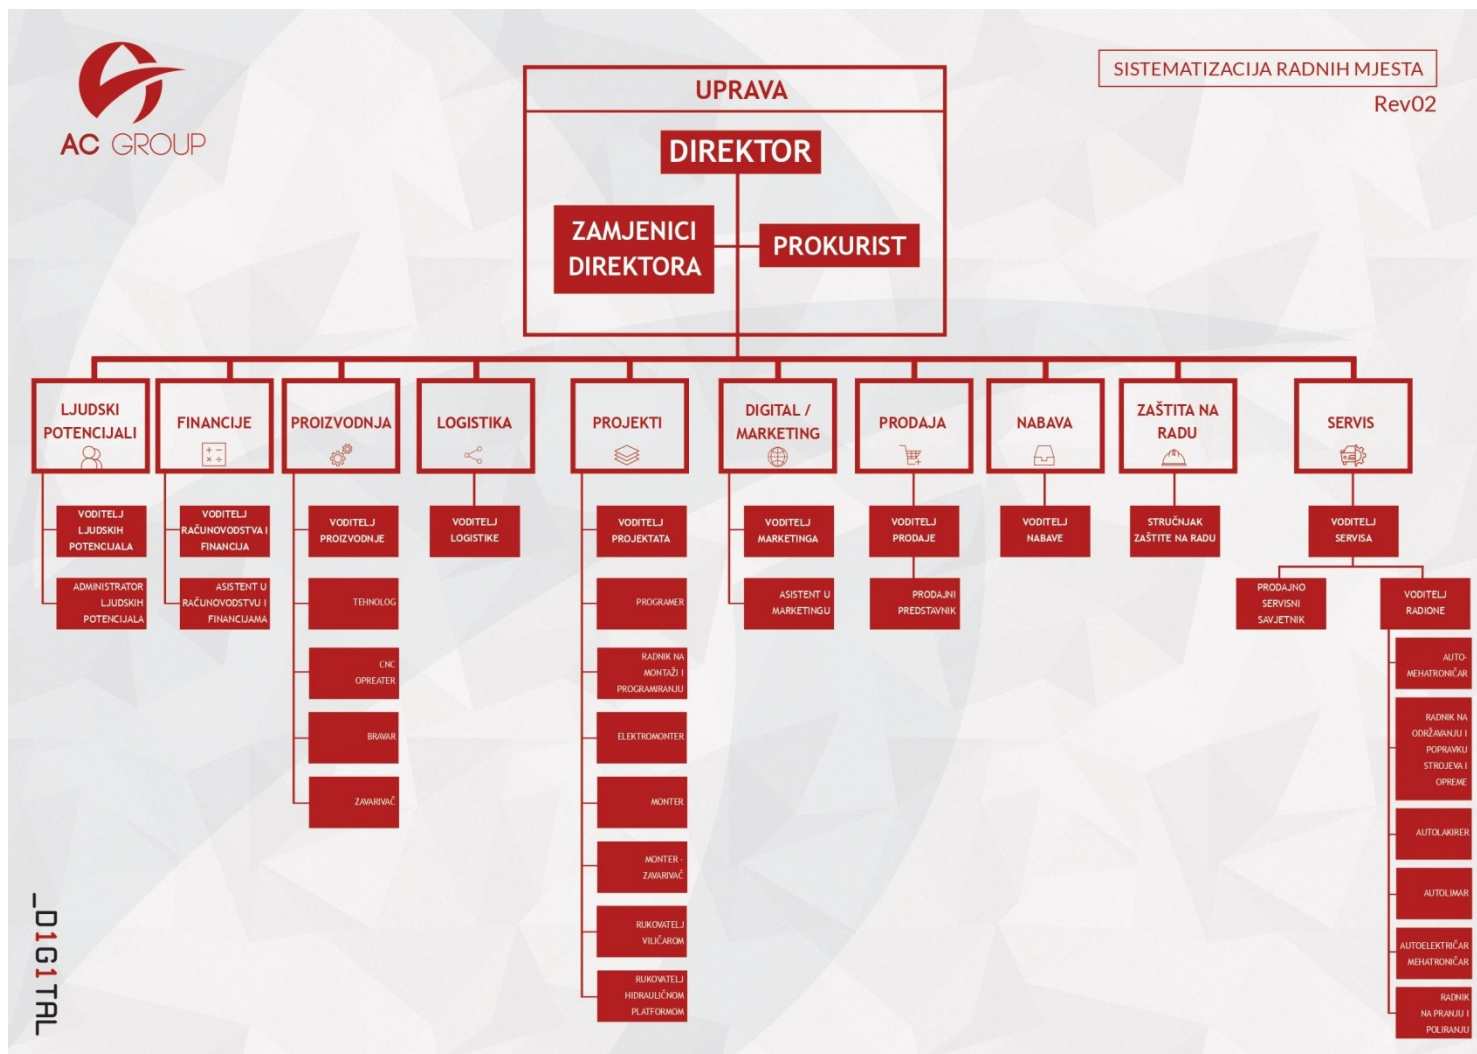 AC GROUP
SISTEMATIZACIJA RADNIH MJESTA
Rev02
UPRAVA
DIREKTOR
ZAMJENICI
DIREKTORA
PROKURIST
LJUDSKI
POTENCIJALI
FINANCIJE
PROIZVODNJA
LOGISTIKA
PROJEKTI
DIGITAL /
MARKETING
PRODAJA
NABAVA
ZAŠTITA NA
RADU
SERVIS
VODITELJ
LJUDSKIH
POTENCIJALA
ADMINISTRATOR
LJUDSKIH
POTENCIJALA
VODITELJ
RAČUNOVODSTVA I
FINANCIJA
ASISTENT U
RAČUNOVODSTVU I
FINANCIJAMA
VODITELJ
PROIZVODNJE
TEHNOLOG
CNC
OPREATER
BRAVAR
ZAVARIVAČ
VODITELJ
LOGISTIKE
VODITELJ
PROJEKTATA
PROGRAMER
RADNIK NA
MONTAŽI I
PROGRAMIRANJU
ELEKTROMONTER
MONTER
MONTER -
ZAVARIVAČ
RUKOVATELJ
VILIČAROM
RUKOVATELJ
HIDRAULIČNOM
PLATFORMOM
VODITELJ
MARKETINGA
ASISTENT U
MARKETINGU
VODITELJ
PRODAJE
PRODAJNI
PREDSTAVNIK
VODITELJ
NABAVE
STRUČNJAK
ZAŠTITE NA RADU
VODITELJ
SERVISA
PRODAJNO
SERVISNI
SAVJETNIK
VODITELJ
RADIONE
AUTO-
MEHATRONIČAR
RADNIK NA
ODRŽAVANJU I
POPRAVKU
STROJEVA I
OPREME
AUTOLAKIRER
AUTOLIMAR
AUTOELEKTRIČAR
MEHATRONIČAR
RADNIK
NA PRANJU I
POLIRANJU
_D1G1TAL